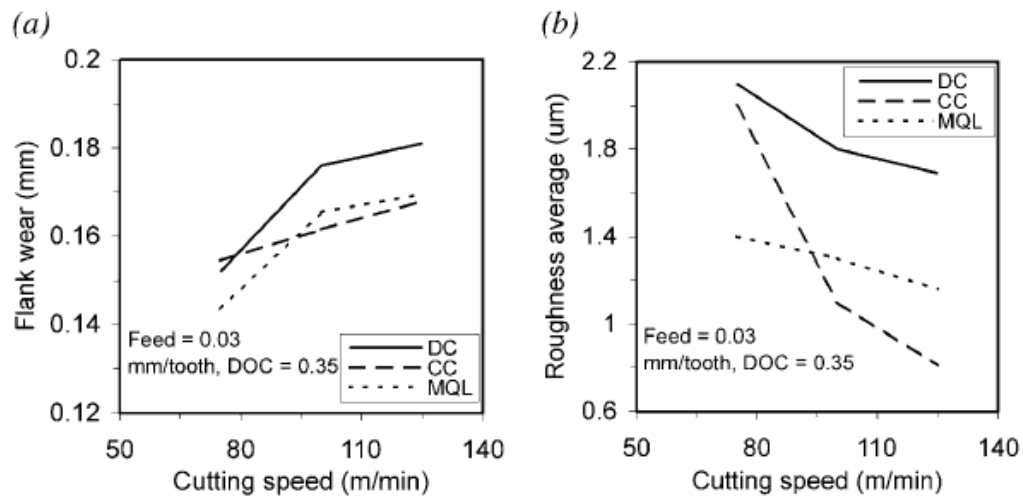 (a)
0.2
0.18
0.16
0.14
0.12
Flank wear (mm)
Feed = 0.03
mm/tooth, DOC = 0.35
DC
CC
MQL
50 80 110 140
Cutting speed (m/min)
(b)
2.2
1.8
1.4
1
0.6
Roughness average (um)
DC
CC
MQL
Feed = 0.03
mm/tooth, DOC = 0.35
50 80 110 140
Cutting speed (m/min)